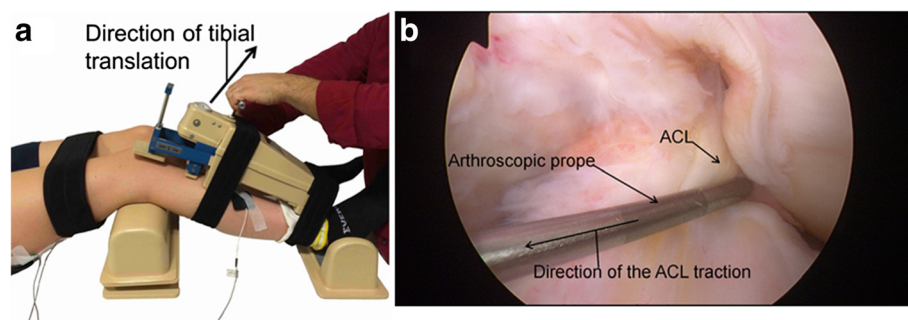 a
Direction of tibial
translation
b
ACL
Arthroscopic prope
Direction of the ACL traction